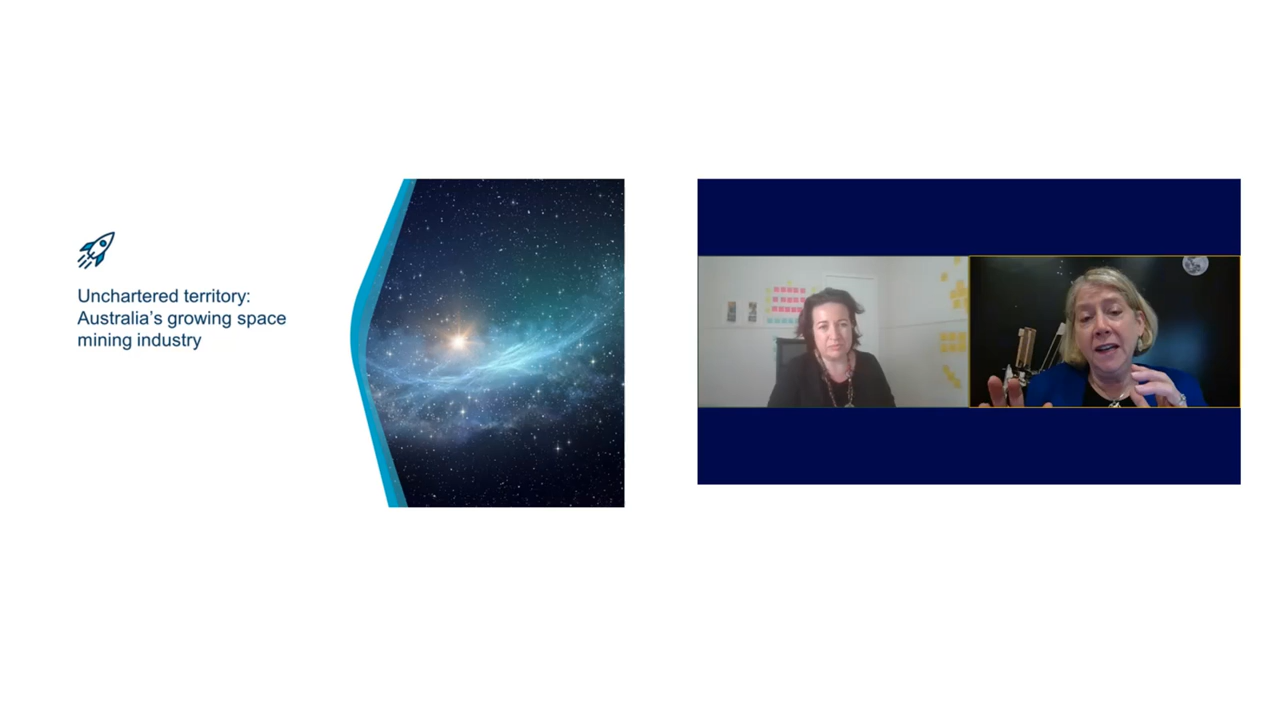 Unchartered territory:
Australia's growing space
mining industry